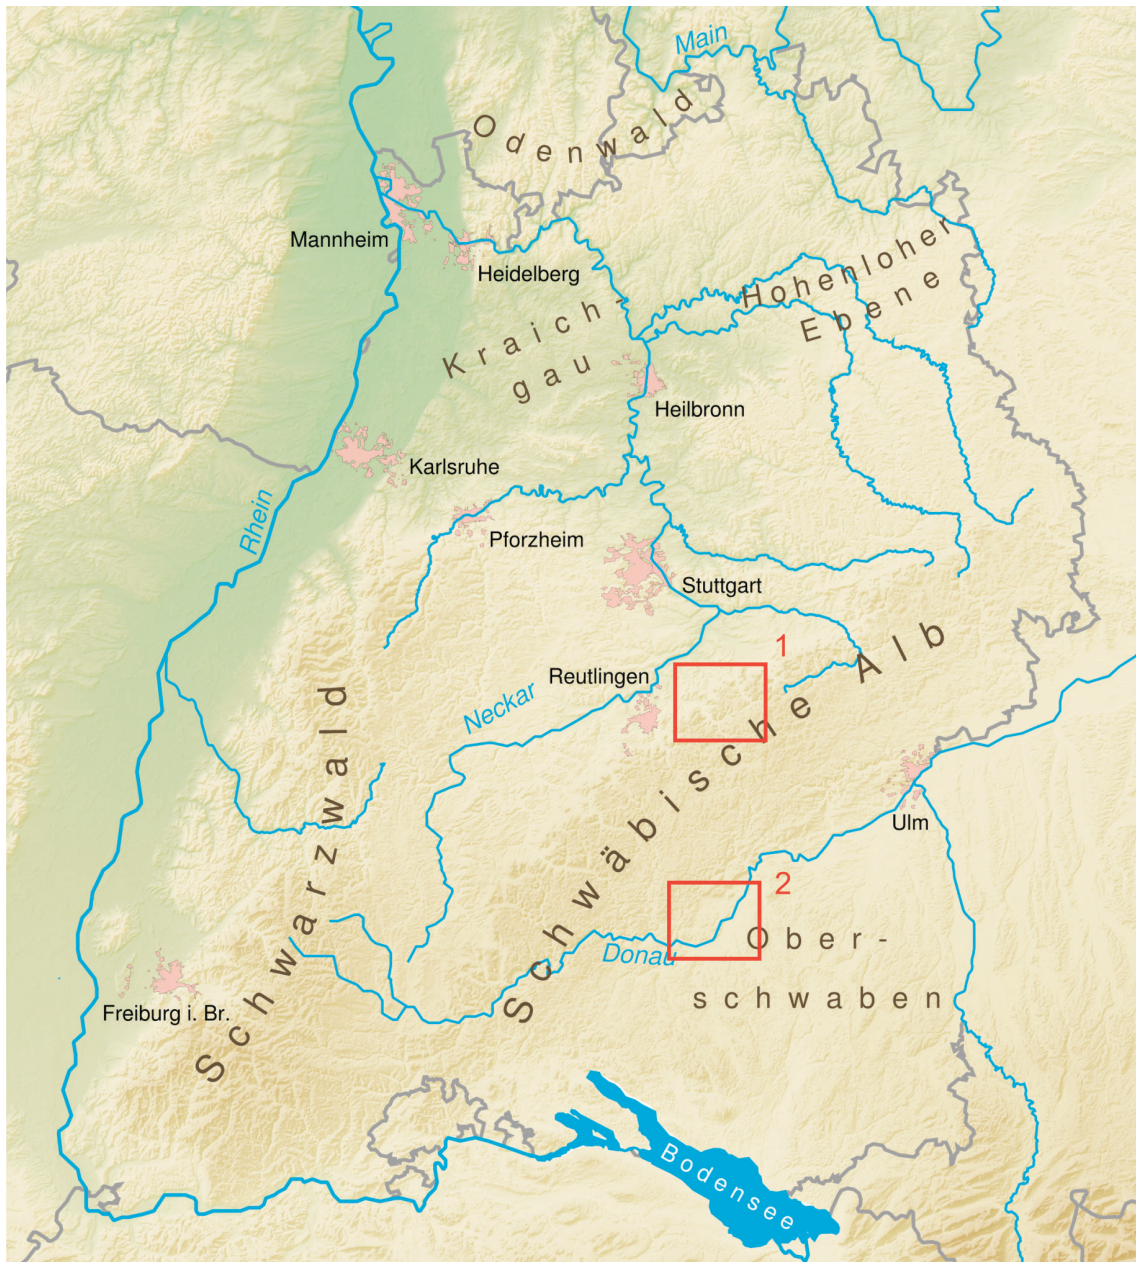 Main
Odenwald
Mannheim
Heidelberg
Hohenloher
Ebene
Kraich-
gau
Heilbronn
Karlsruhe
Rhein
Pforzheim
Stuttgart
1
Reutlingen
Neckar
Schwäbische Alb
Schwarzwald
Ulm
2
Donau
Ober-
schwaben
Freiburg i. Br.
Bodensee